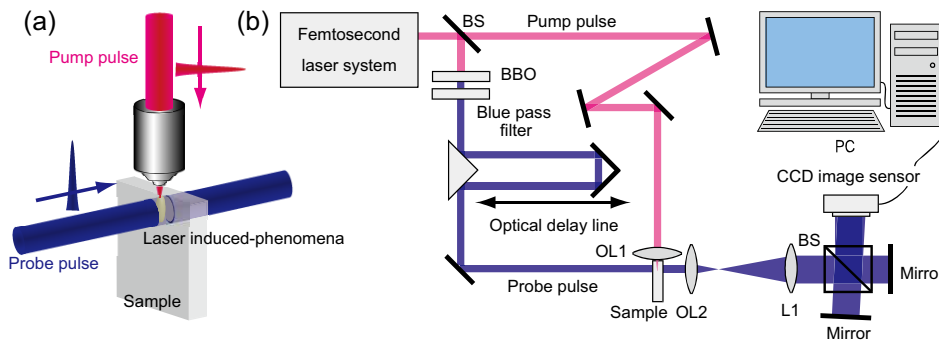 (a)
Pump pulse
Laser induced-phenomena
Probe pulse
Sample
(b)
BS
Pump pulse
Femtosecond
laser system
BBO
Blue pass
filter
Optical delay line
OL1
Probe pulse
Sample
OL2
L1
BS
Mirro
Mirror
CCD image sensor
PC